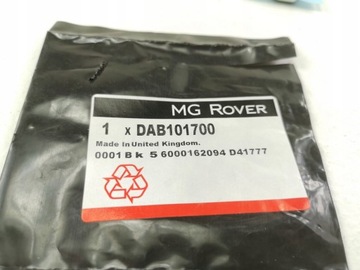 MG ROVER
1 x DAB101700
Made In United Kingdom.
0001 B k 5 6000162094 D41777